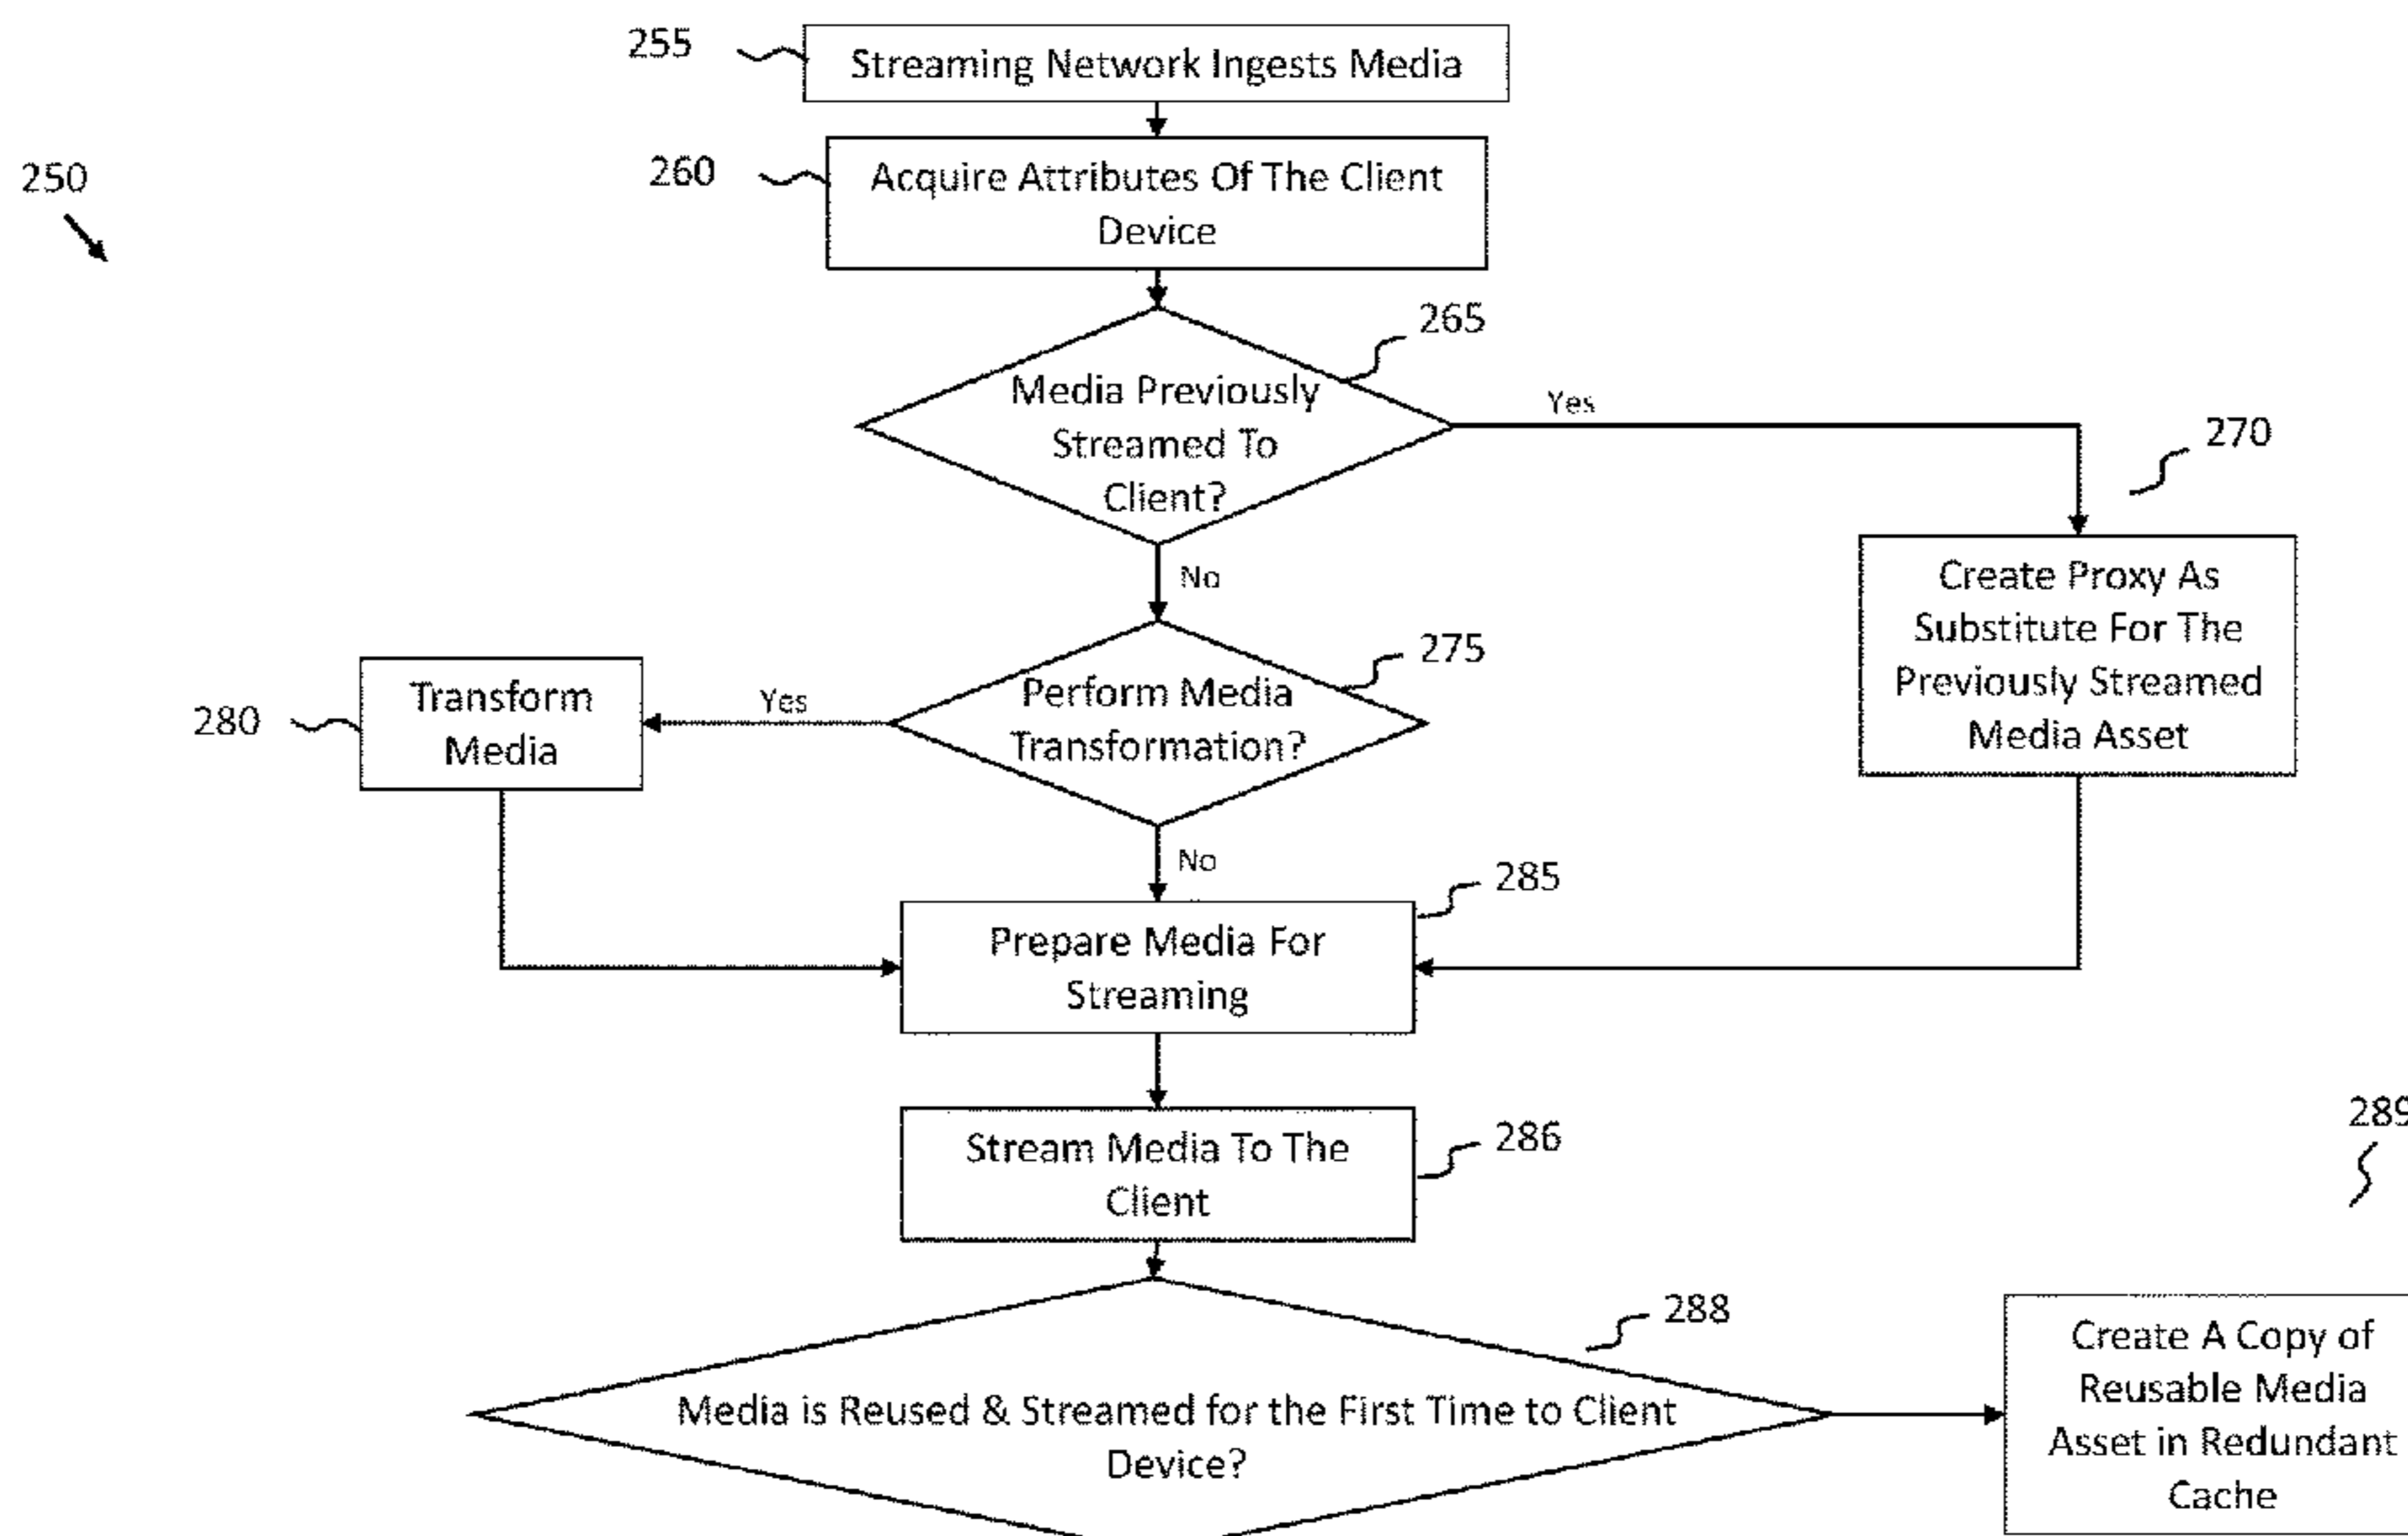 255
Streaming Network Ingests Media
250
260
Acquire Attributes Of The Client
Device
265
Media Previously
Streamed To
Client?
Yes
270
No
Create Proxy As
Substitute For The
Previously Streamed
Media Asset
275
Perform Media
Transformation?
Yes
280
Transform
Media
No
285
Prepare Media For
Streaming
286
Stream Media To The
Client
289
288
Media is Reused & Streamed for the First Time to Client
Device?
Create A Copy of
Reusable Media
Asset in Redundant
Cache